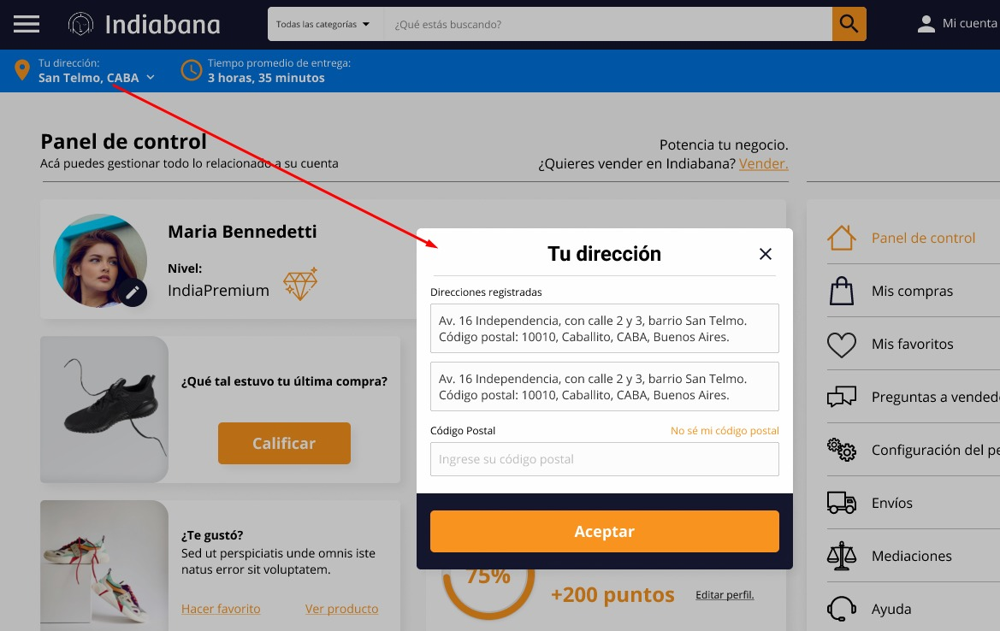 Indiabana
Todas las categorías
¿Qué estás buscando?
Mi cuenta
Tu dirección:
San Telmo, CABA
Tiempo promedio de entrega:
3 horas, 35 minutos
Panel de control
Acá puedes gestionar todo lo relacionado a su cuenta
Potencia tu negocio.
¿Quieres vender en Indiabana? Vender.
Maria Bennedetti
Nivel:
IndiaPremium
¿Qué tal estuvo tu última compra?
Calificar
¿Te gustó?
Sed ut perspiciatis unde omnis iste
natus error sit voluptatem.
Hacer favorito
Ver producto
Tu dirección
Direcciones registradas
Av. 16 Independencia, con calle 2 y 3, barrio San Telmo.
Código postal: 10010, Caballito, CABA, Buenos Aires.
Av. 16 Independencia, con calle 2 y 3, barrio San Telmo.
Código postal: 10010, Caballito, CABA, Buenos Aires.
Código Postal
No sé mi código postal
Ingrese su código postal
Aceptar
75%
+200 puntos
Editar perfil.
Panel de control
Mis compras
Mis favoritos
Preguntas a vended
Configuración del pe
Envíos
Mediaciones
Ayuda